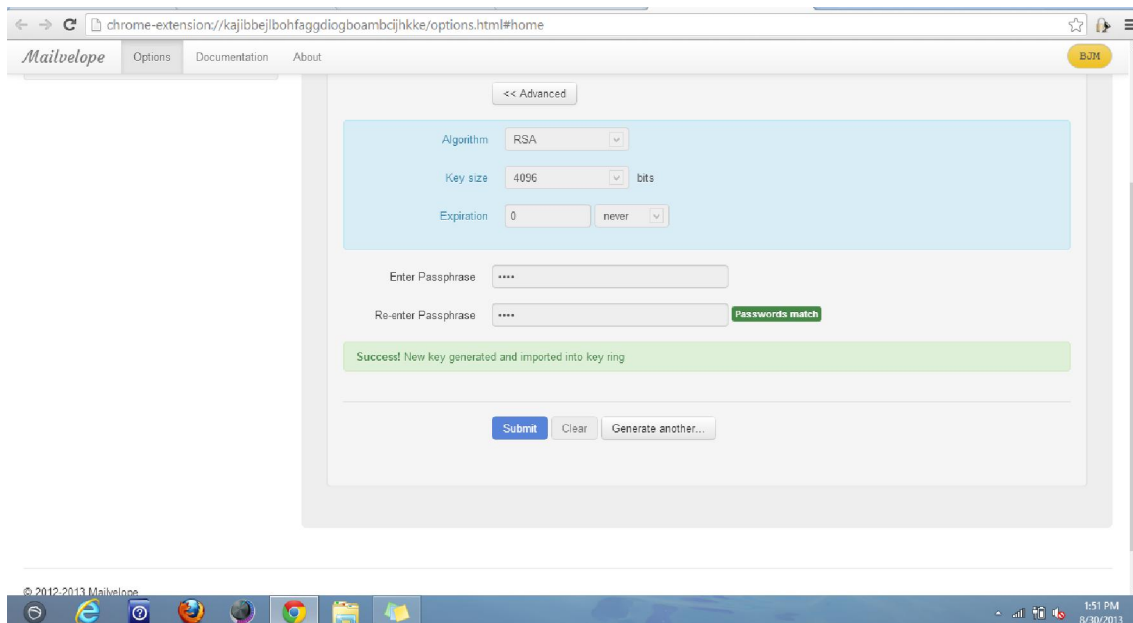 chrome-extension://kajibbejlbohfaggdiogboambcijhkke/options.html#home
Mailvelope Options Documentation About BJM
<< Advanced
Algorithm RSA
Key size 4096 bits
Expiration 0 never
Enter Passphrase ••••
Re-enter Passphrase •••• Passwords match
Success! New key generated and imported into key ring
Submit Clear Generate another...
© 2012-2013 Mailvelope
1:51 PM
8/30/2013